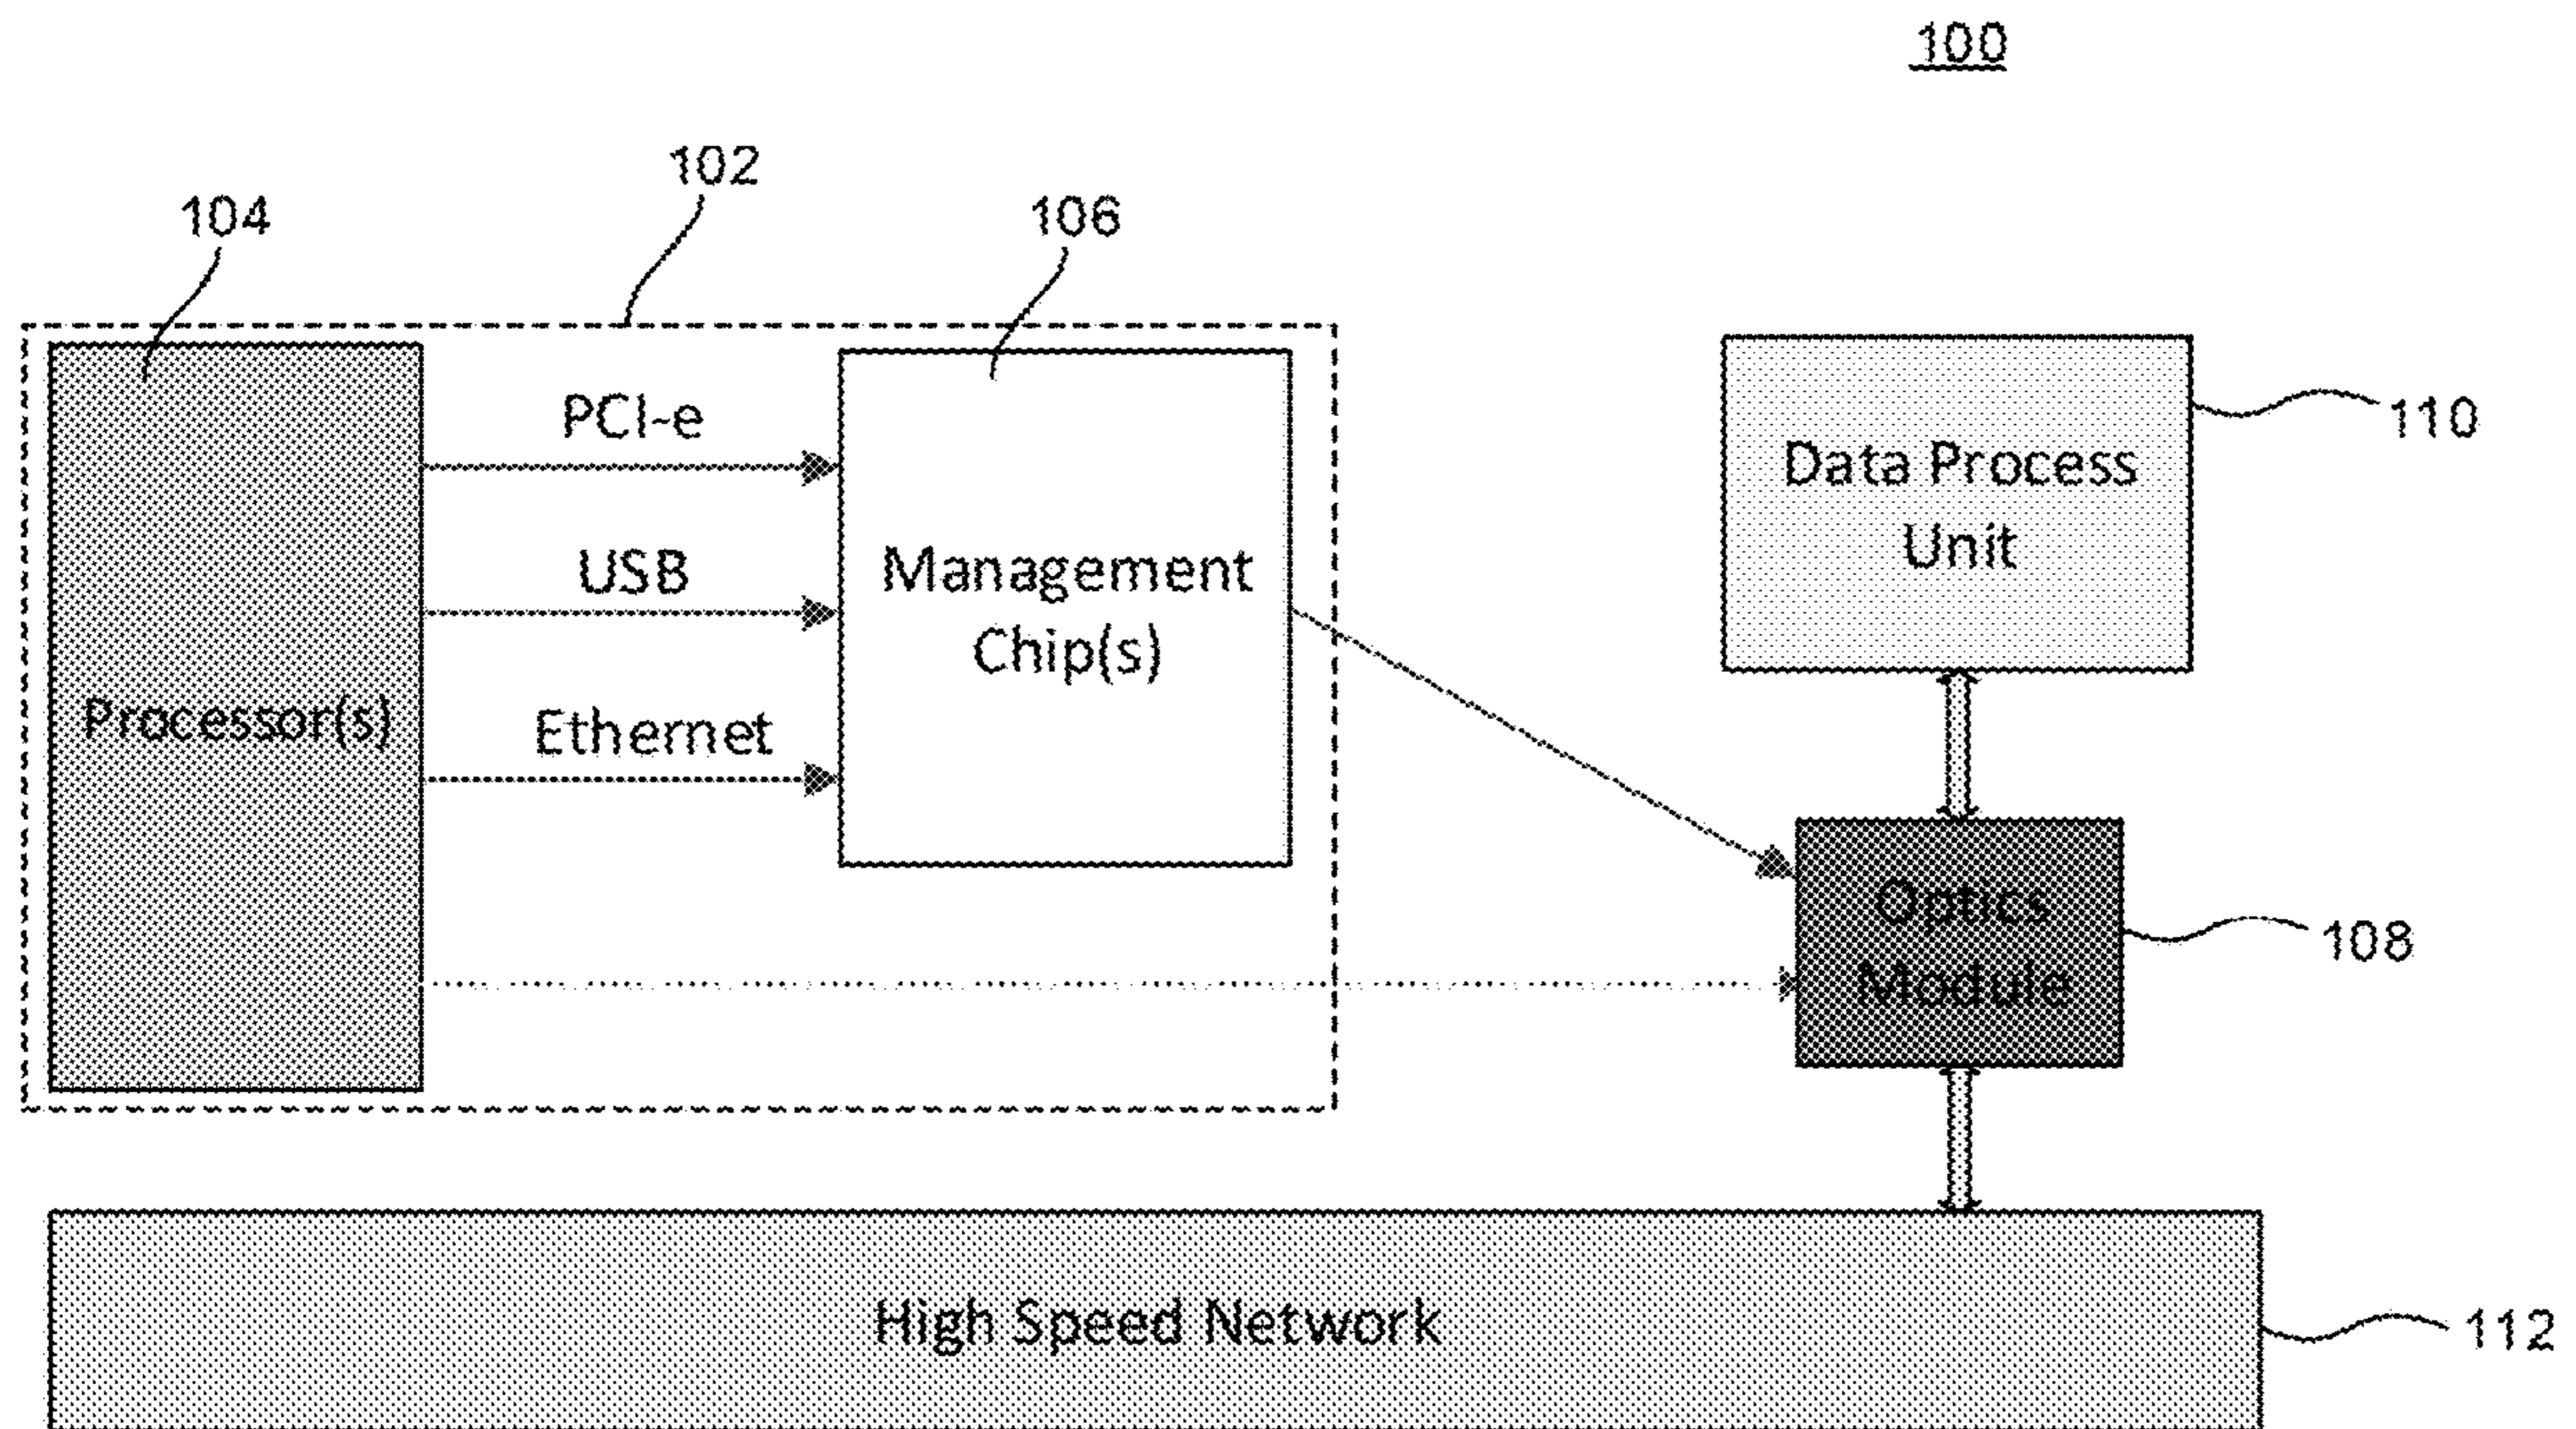 100
102
104
106
PCI-e
USB
Ethernet
Processor(s)
Management
Chip(s)
Data Process
Unit
110
Optics
Module
108
High Speed Network
112